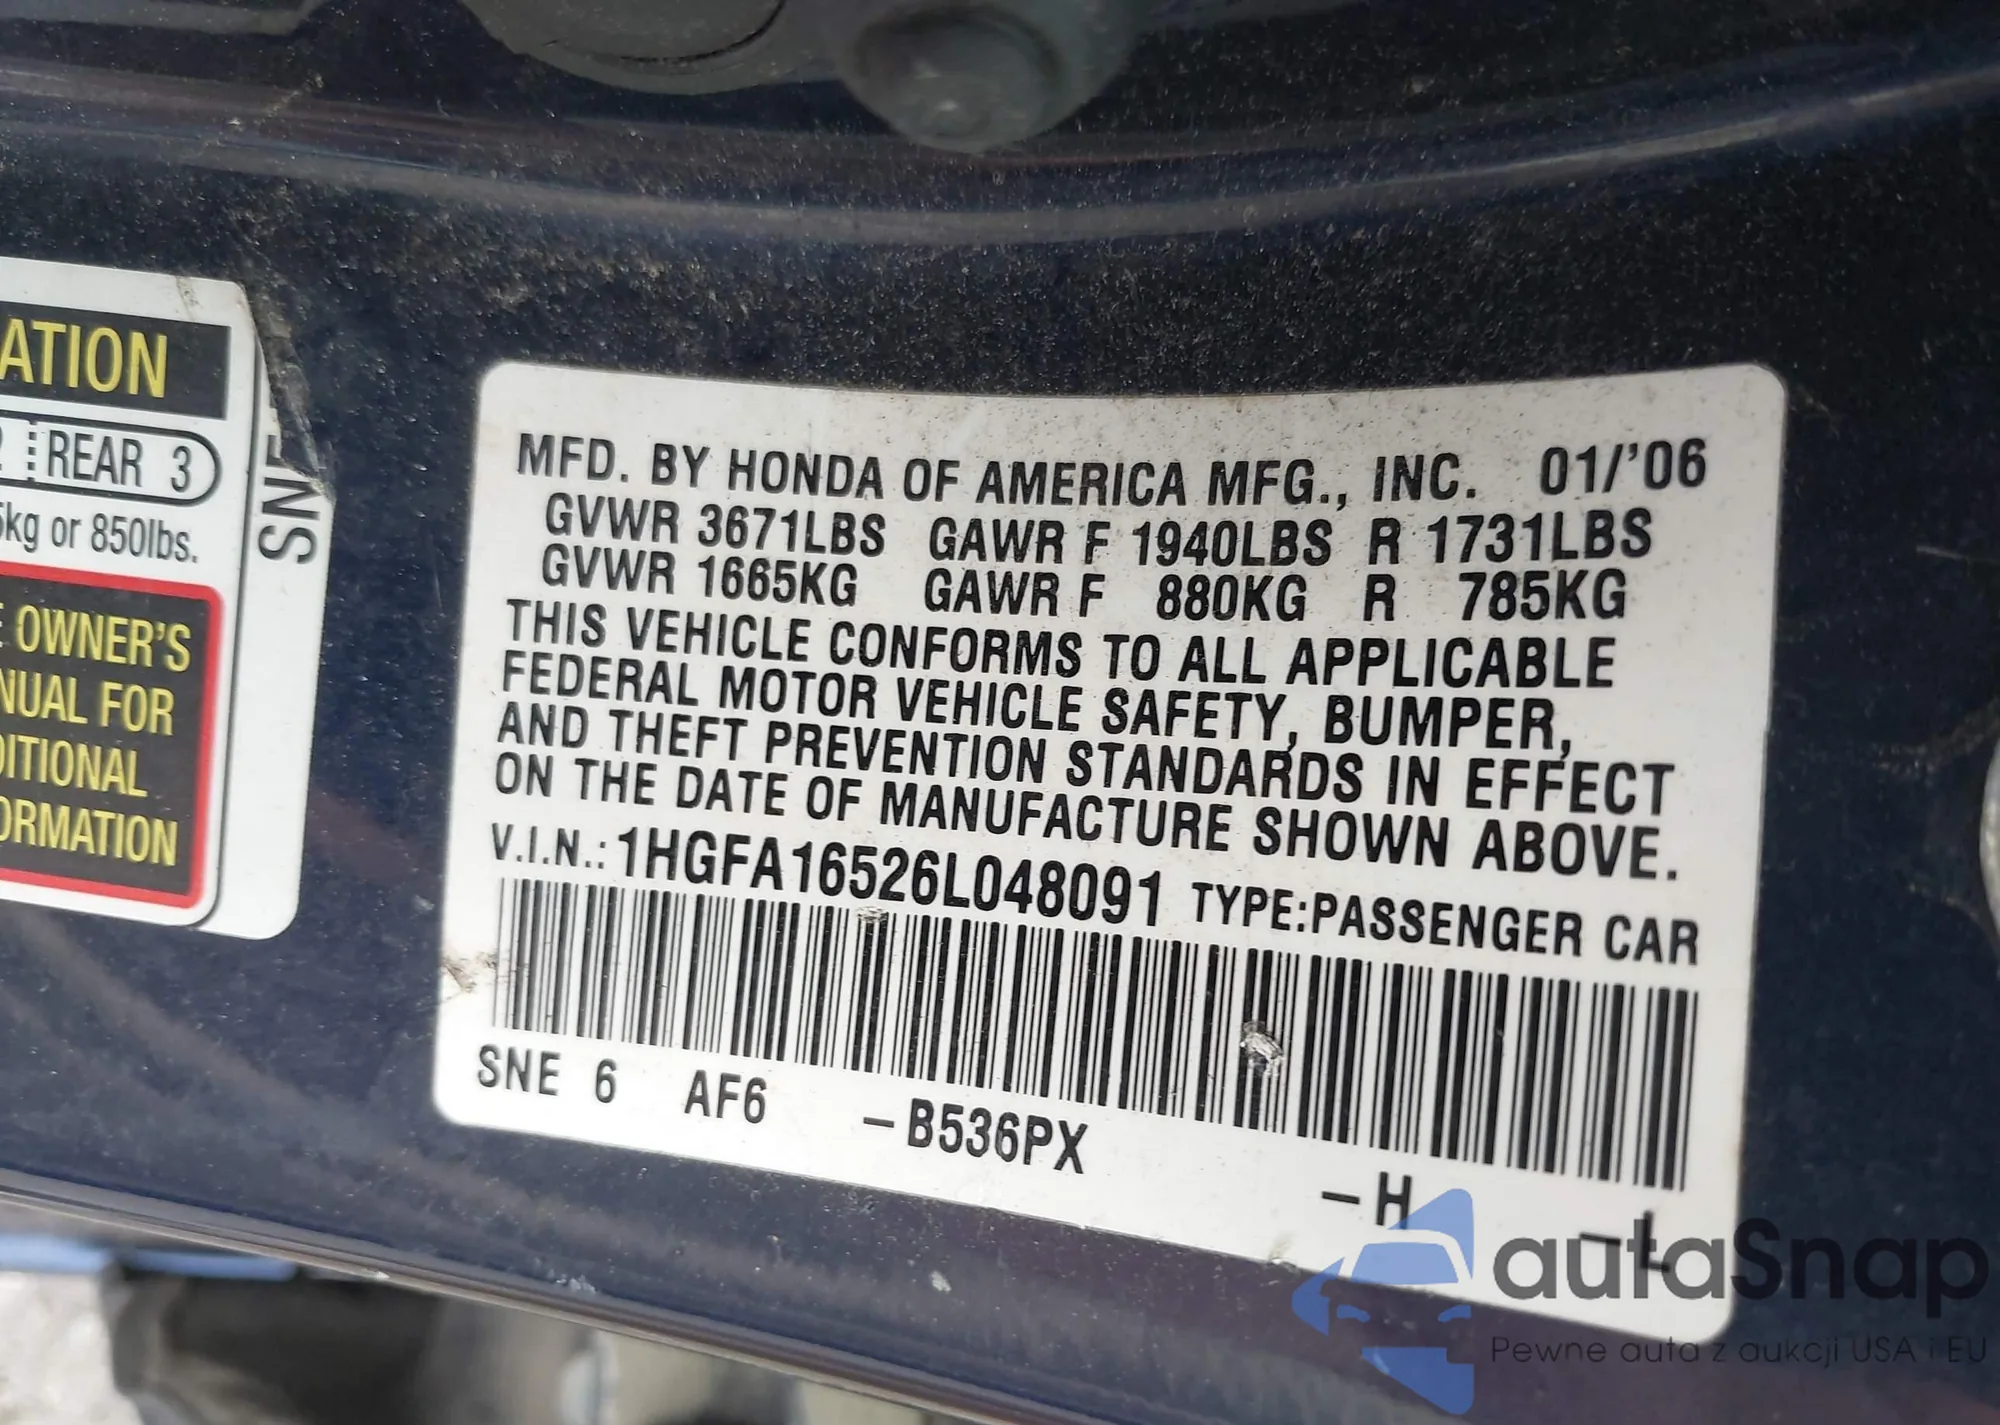 ATION
REAR 3
kg or 850lbs.
OWNER'S
NUAL FOR
DITIONAL
ORMATION
SNE
MFD. BY HONDA OF AMERICA MFG., INC. 01/'06
GVWR 3671LBS GAWR F 1940LBS R 1731LBS
GVWR 1665KG GAWR F 880KG R 785KG
THIS VEHICLE CONFORMS TO ALL APPLICABLE
FEDERAL MOTOR VEHICLE SAFETY, BUMPER,
AND THEFT PREVENTION STANDARDS IN EFFECT
ON THE DATE OF MANUFACTURE SHOWN ABOVE.
V.I.N.: 1HGFA16526L048091 TYPE:PASSENGER CAR
SNE 6 AF6 -B536PX -H -L
autaSnap
Pewne auta z aukcji USA i EU